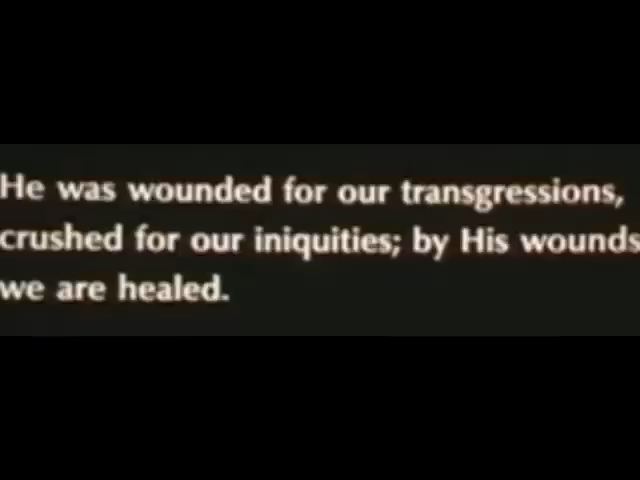 He was wounded for our transgressions,
crushed for our iniquities; by His wounds
we are healed.